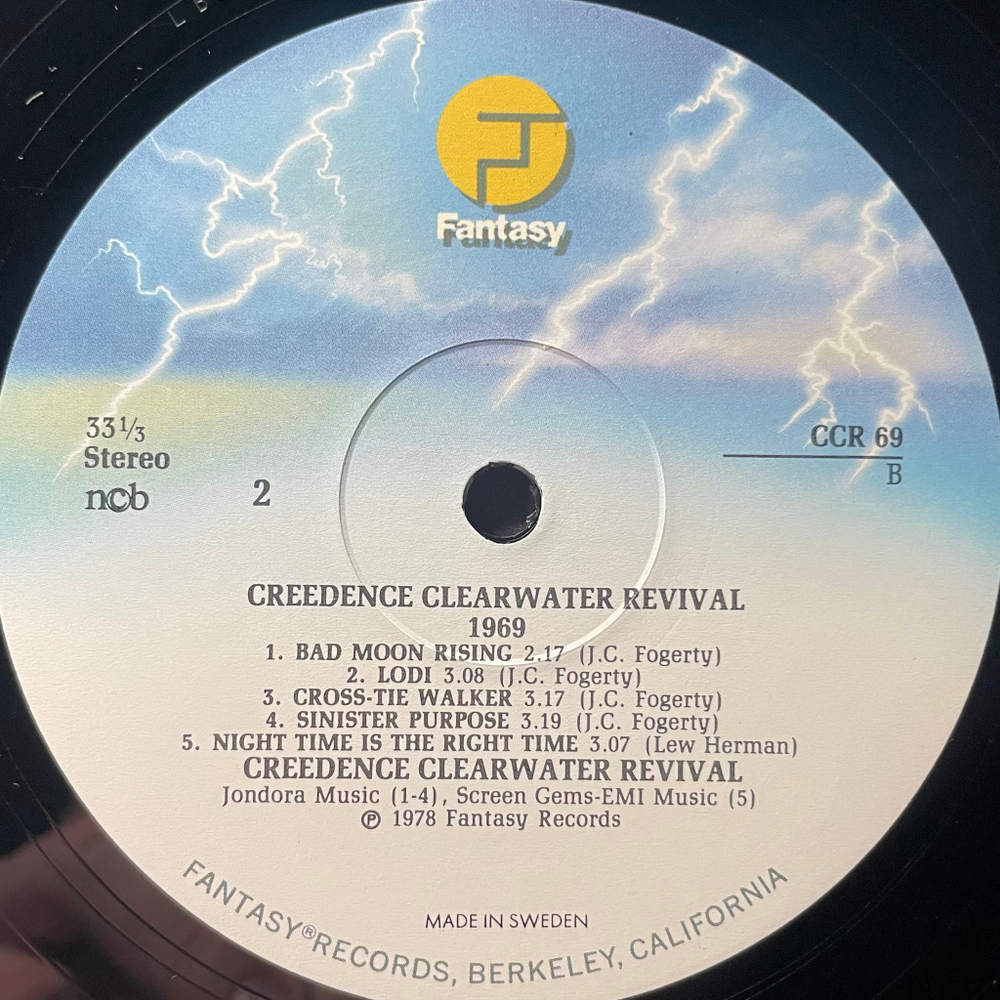 Fantasy
33⅓
Stereo
ncb
2
CCR 69
B
CREEDENCE CLEARWATER REVIVAL
1969
1. BAD MOON RISING 2.17 (J.C. Fogerty)
2. LODI 3.08 (J.C. Fogerty)
3. CROSS-TIE WALKER 3.17 (J.C. Fogerty)
4. SINISTER PURPOSE 3.19 (J.C. Fogerty)
5. NIGHT TIME IS THE RIGHT TIME 3.07 (Lew Herman)
CREEDENCE CLEARWATER REVIVAL
Jondora Music (1-4), Screen Gems-EMI Music (5)
℗ 1978 Fantasy Records
MADE IN SWEDEN
FANTASY® RECORDS, BERKELEY, CALIFORNIA